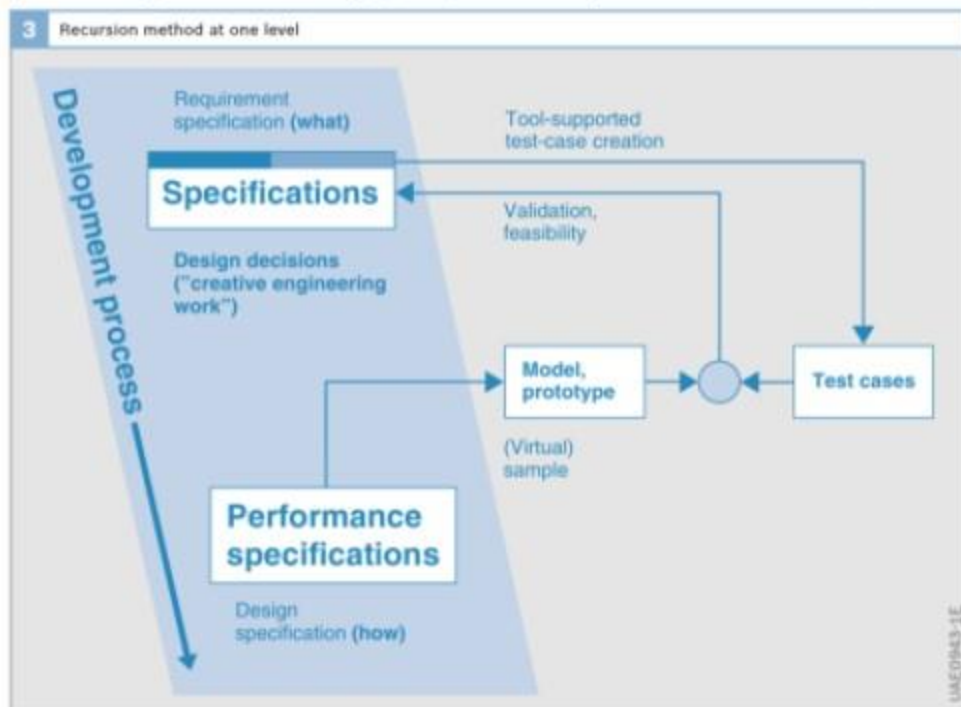 3 Recursion method at one level
Development process
Requirement
specification (what)
Specifications
Design decisions
("creative engineering
work")
Tool-supported
test-case creation
Validation,
feasibility
Model,
prototype
Test cases
(Virtual)
sample
Performance
specifications
Design
specification (how)
UAE0943-1E